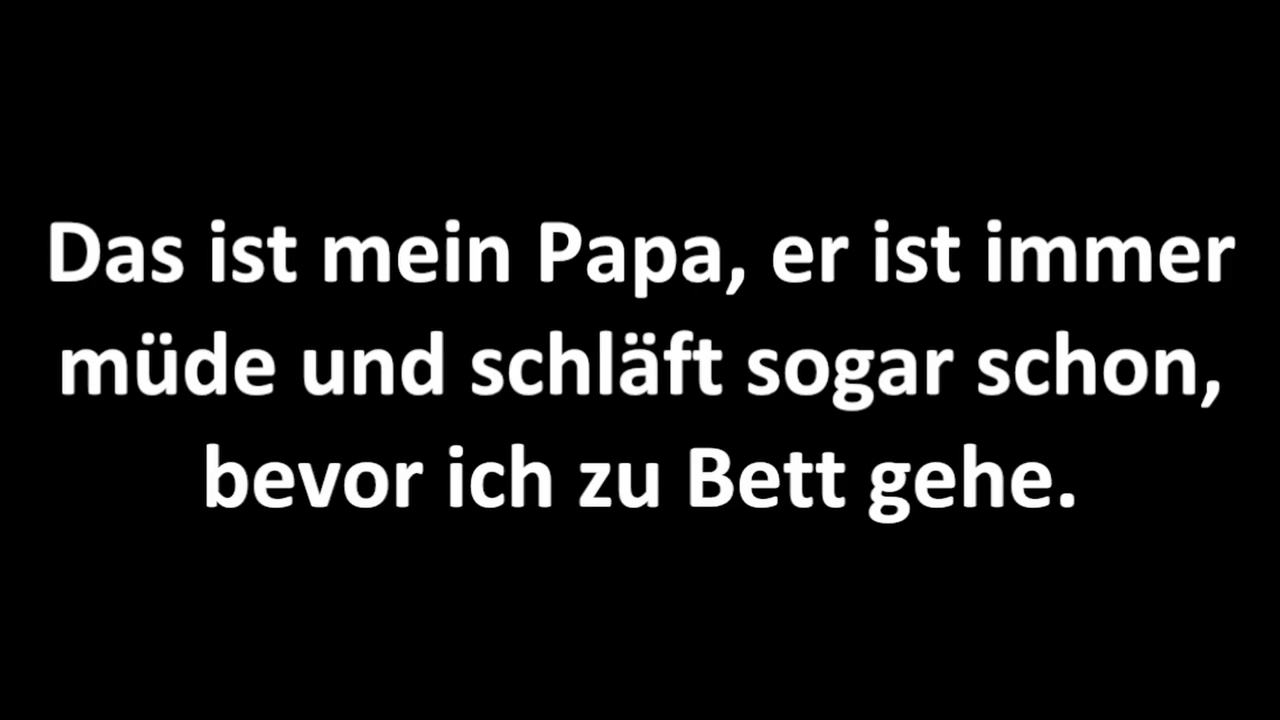 Das ist mein Papa, er ist immer
müde und schläft sogar schon,
bevor ich zu Bett gehe.